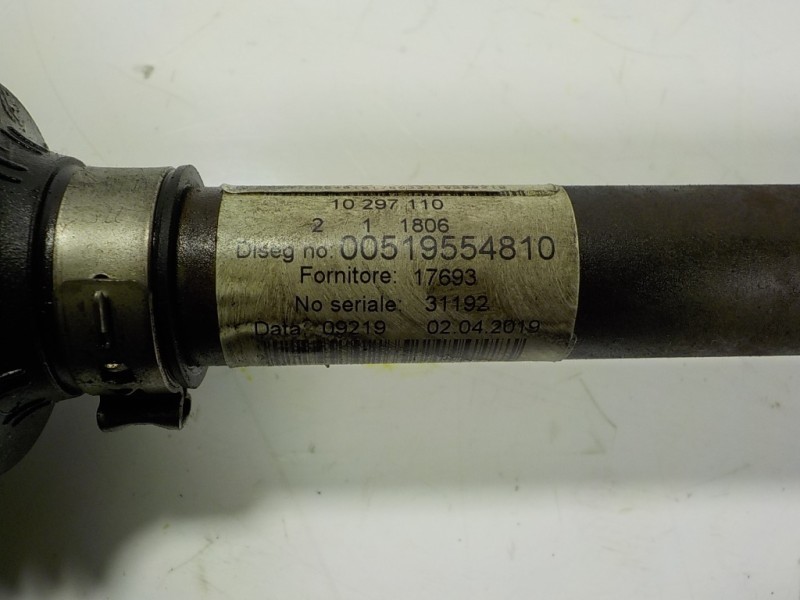 10 297 110
2 1 1806
Diseg no: 00519554810
Fornitore: 17693
No seriale: 31192
Data: 09219 02.04.2019